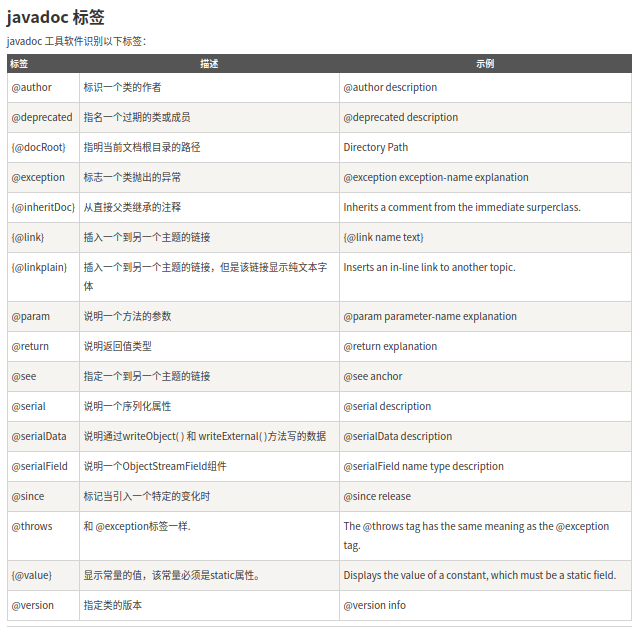 javadoc 标签
javadoc 工具软件识别以下标签：
标签 描述 示例
@author 标识一个类的作者 @author description
@deprecated 指名一个过期的类或成员 @deprecated description
{@docRoot} 指明当前文档根目录的路径 Directory Path
@exception 标志一个类抛出的异常 @exception exception-name explanation
{@inheritDoc} 从直接父类继承的注释 Inherits a comment from the immediate surperclass.
{@link} 插入一个到另一个主题的链接 {@link name text}
{@linkplain} 插入一个到另一个主题的链接，但是该链接显示纯文本字 Inserts an in-line link to another topic.
体
@param 说明一个方法的参数 @param parameter-name explanation
@return 说明返回值类型 @return explanation
@see 指定一个到另一个主题的链接 @see anchor
@serial 说明一个序列化属性 @serial description
@serialData 说明通过writeObject( ) 和 writeExternal( )方法写的数据 @serialData description
@serialField 说明一个ObjectStreamField组件 @serialField name type description
@since 标记当引入一个特定的变化时 @since release
@throws 和 @exception标签一样. The @throws tag has the same meaning as the @exception
tag.
{@value} 显示常量的值，该常量必须是static属性。 Displays the value of a constant, which must be a static field.
@version 指定类的版本 @version info